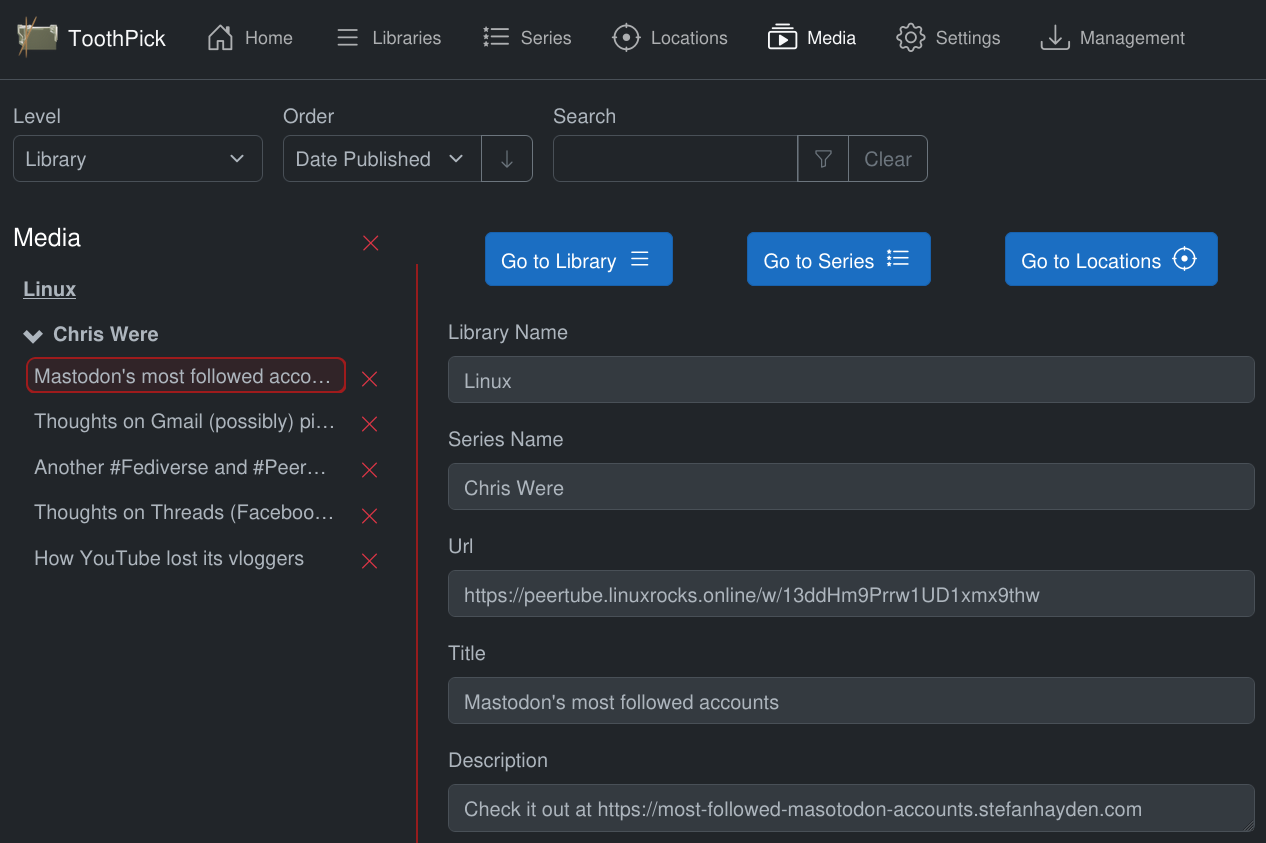 ToothPick Home Libraries Series Locations Media Settings Management
Level Order Search
Library Date Published Clear
Media
Go to Library Go to Series Go to Locations
Linux
Chris Were
Mastodon's most followed acco...
Thoughts on Gmail (possibly) pi...
Another #Fediverse and #Peer...
Thoughts on Threads (Faceboo...
How YouTube lost its vloggers
Library Name
Linux
Series Name
Chris Were
Url
https://peertube.linuxrocks.online/w/13ddHm9Prrw1UD1xmx9thw
Title
Mastodon's most followed accounts
Description
Check it out at https://most-followed-masotodon-accounts.stefanhayden.com